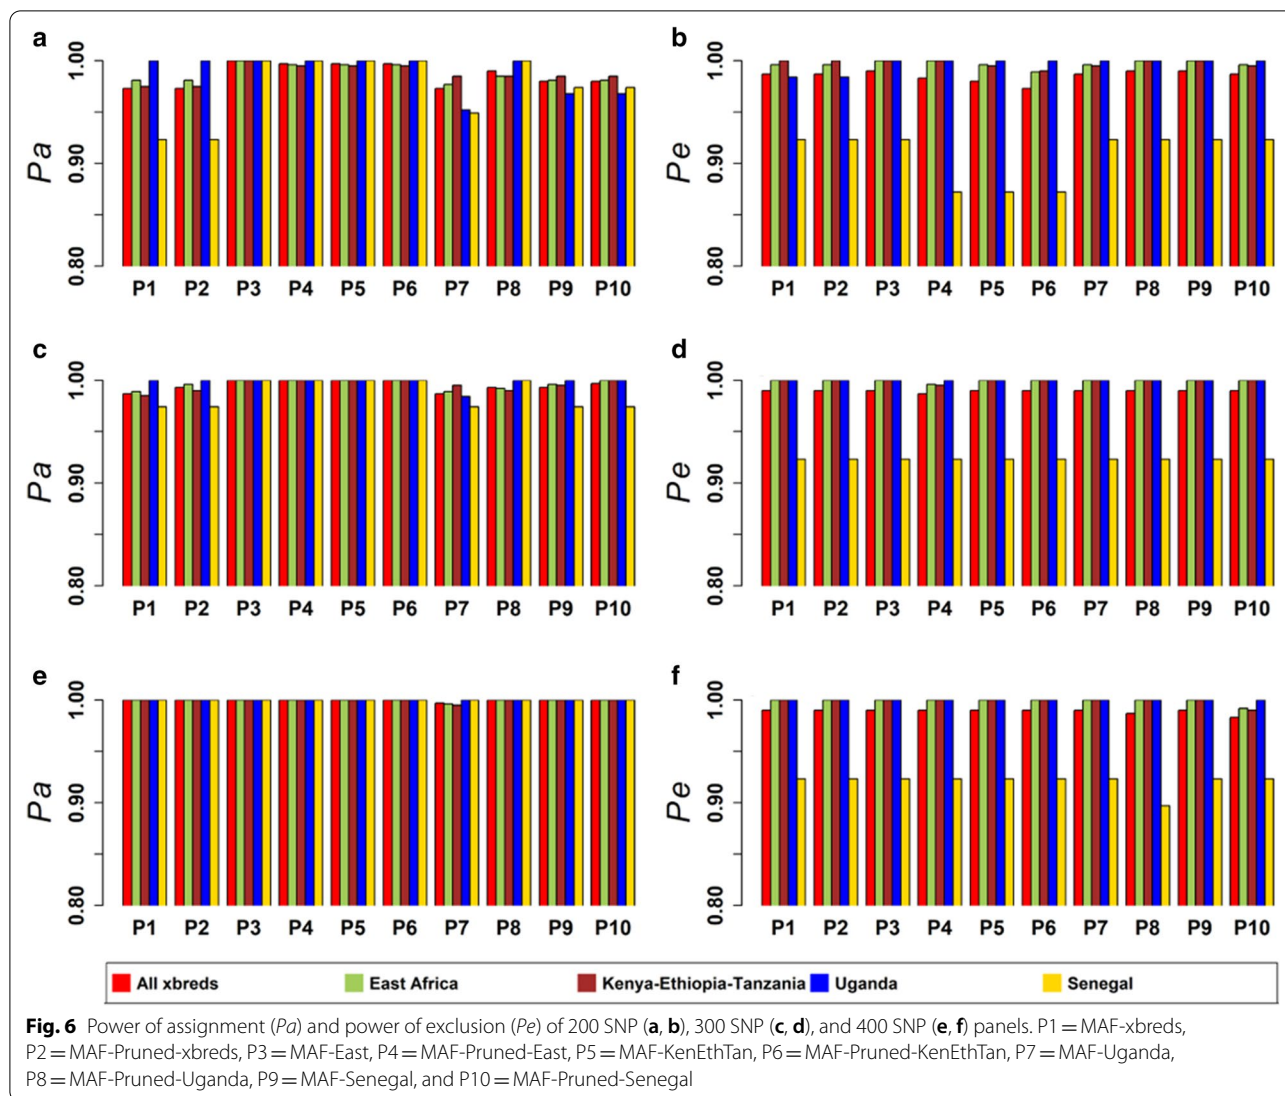 a
b
Pa
1.00
0.90
0.80
P1 P2 P3 P4 P5 P6 P7 P8 P9 P10
Pe
1.00
0.90
0.80
P1 P2 P3 P4 P5 P6 P7 P8 P9 P10
c
d
Pa
1.00
0.90
0.80
P1 P2 P3 P4 P5 P6 P7 P8 P9 P10
Pe
1.00
0.90
0.80
P1 P2 P3 P4 P5 P6 P7 P8 P9 P10
e
f
Pa
1.00
0.90
0.80
P1 P2 P3 P4 P5 P6 P7 P8 P9 P10
Pe
1.00
0.90
0.80
P1 P2 P3 P4 P5 P6 P7 P8 P9 P10
All xbreds East Africa Kenya-Ethiopia-Tanzania Uganda Senegal
Fig. 6 Power of assignment (Pa) and power of exclusion (Pe) of 200 SNP (a, b), 300 SNP (c, d), and 400 SNP (e, f) panels. P1 = MAF-xbreds,
P2 = MAF-Pruned-xbreds, P3 = MAF-East, P4 = MAF-Pruned-East, P5 = MAF-KenEthTan, P6 = MAF-Pruned-KenEthTan, P7 = MAF-Uganda,
P8 = MAF-Pruned-Uganda, P9 = MAF-Senegal, and P10 = MAF-Pruned-Senegal